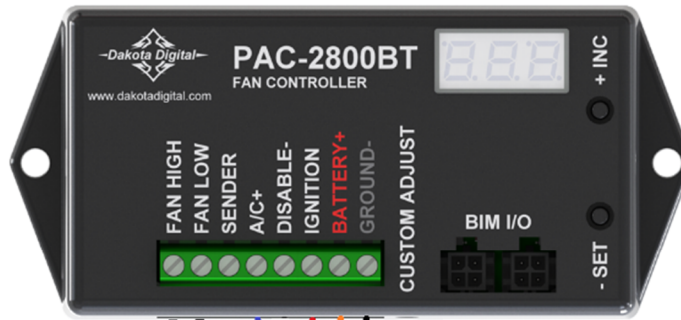 Dakota Digital
www.dakotadigital.com
PAC-2800BT
FAN CONTROLLER
+ INC
- SET
FAN HIGH
FAN LOW
SENDER
A/C+
DISABLE-
IGNITION
BATTERY+
GROUND-
CUSTOM ADJUST
BIM I/O